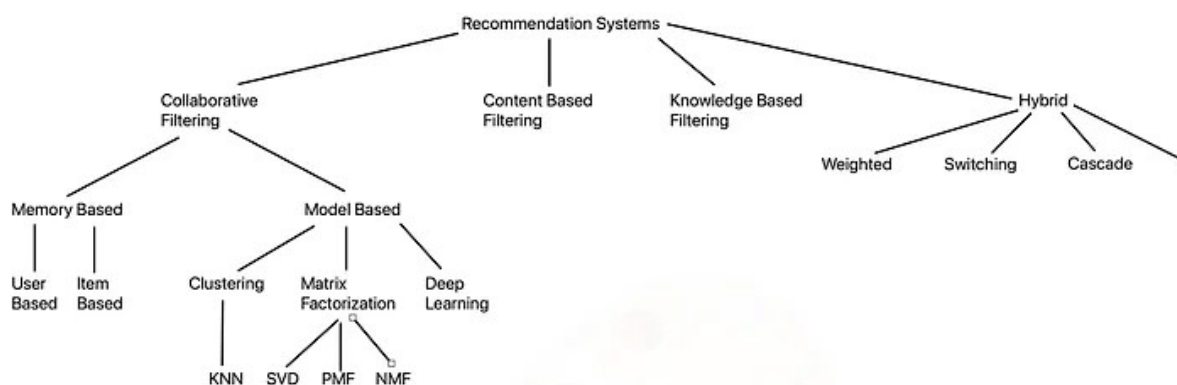 Recommendation Systems
Collaborative
Filtering
Content Based
Filtering
Knowledge Based
Filtering
Hybrid
Weighted
Switching
Cascade
Memory Based
Model Based
User
Based
Item
Based
Clustering
Matrix
Factorization
Deep
Learning
KNN
SVD
PMF
NMF